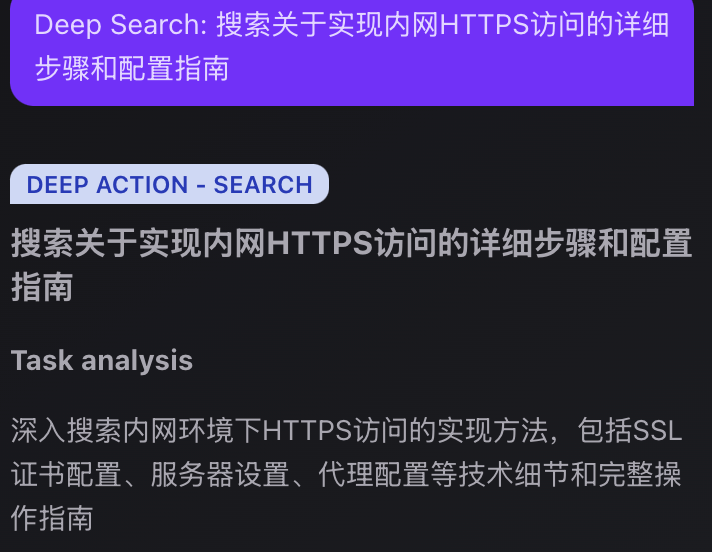 Deep Search: 搜索关于实现内网HTTPS访问的详细
步骤和配置指南
DEEP ACTION - SEARCH
搜索关于实现内网HTTPS访问的详细步骤和配置
指南
Task analysis
深入搜索内网环境下HTTPS访问的实现方法，包括SSL
证书配置、服务器设置、代理配置等技术细节和完整操
作指南